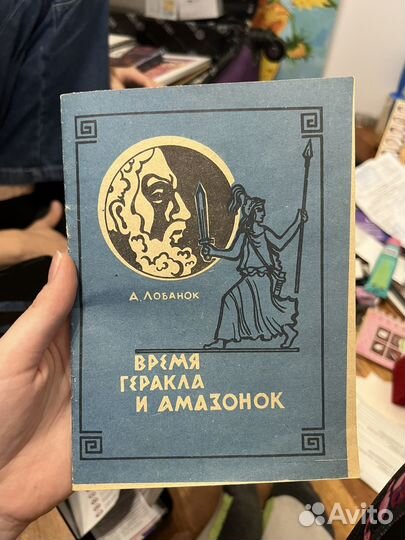 А. Лобанок
Время
Геракла
и амазонок
Avito